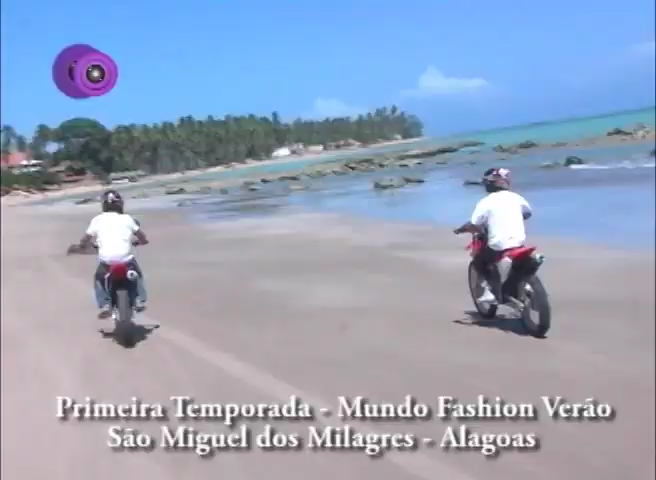 Primeira Temporada - Mundo Fashion Verão
São Miguel dos Milagres - Alagoas